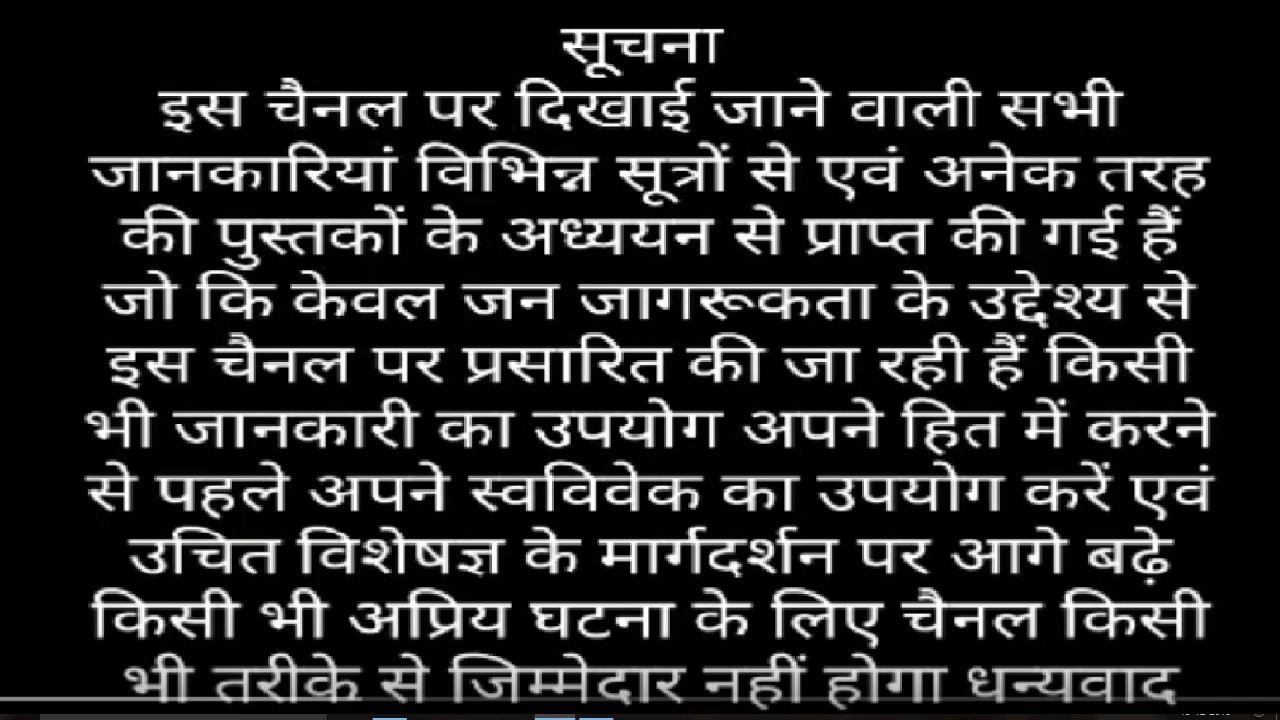 सूचना
इस चैनल पर दिखाई जाने वाली सभी
जानकारियां विभिन्न सूत्रों से एवं अनेक तरह
की पुस्तकों के अध्ययन से प्राप्त की गई हैं
जो कि केवल जन जागरूकता के उद्देश्य से
इस चैनल पर प्रसारित की जा रही हैं किसी
भी जानकारी का उपयोग अपने हित में करने
से पहले अपने स्वविवेक का उपयोग करें एवं
उचित विशेषज्ञ के मार्गदर्शन पर आगे बढ़े
किसी भी अप्रिय घटना के लिए चैनल किसी
भी तरीके से जिम्मेदार नहीं होगा धन्यवाद